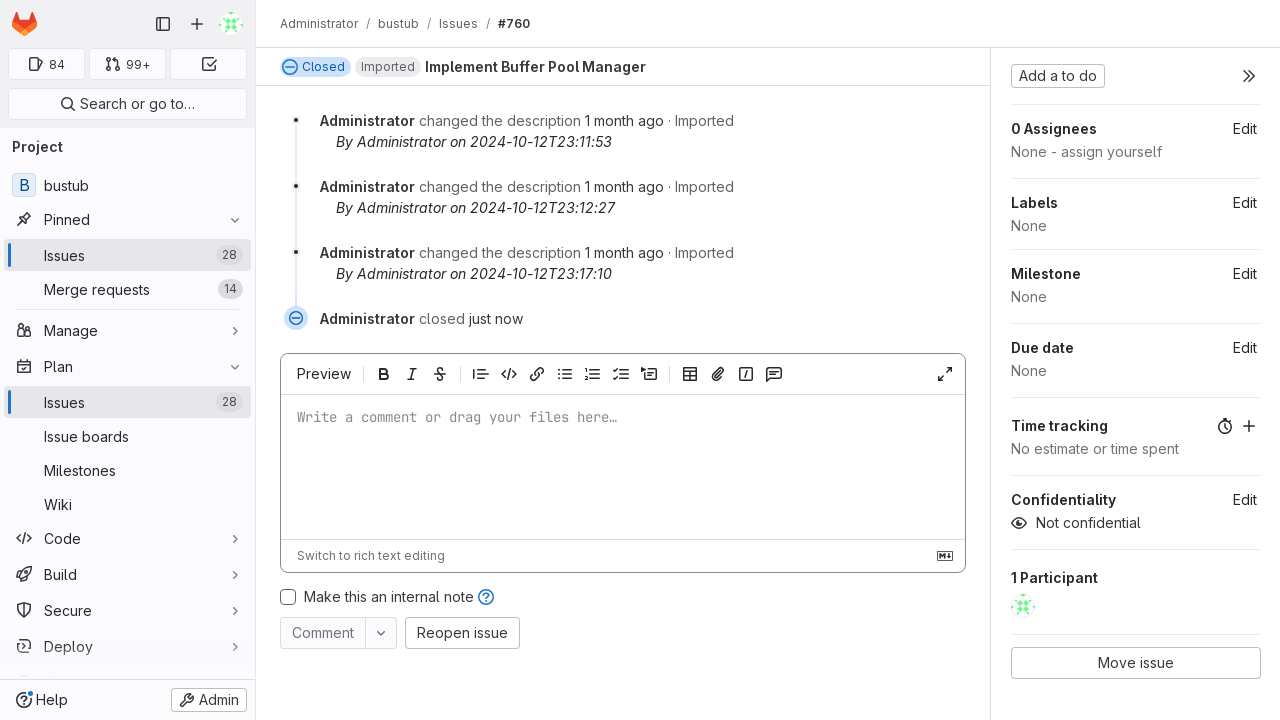 Administrator / bustub / Issues / #760
84
99+
Search or go to…
Project
B bustub
Pinned
Issues 28
Merge requests 14
Manage
Plan
Issues 28
Issue boards
Milestones
Wiki
Code
Build
Secure
Deploy
Help
Admin
Closed Imported Implement Buffer Pool Manager
Administrator changed the description 1 month ago · Imported
By Administrator on 2024-10-12T23:11:53
Administrator changed the description 1 month ago · Imported
By Administrator on 2024-10-12T23:12:27
Administrator changed the description 1 month ago · Imported
By Administrator on 2024-10-12T23:17:10
Administrator closed just now
Preview
Write a comment or drag your files here…
Switch to rich text editing
Make this an internal note
Comment
Reopen issue
Add a to do
0 Assignees Edit
None - assign yourself
Labels Edit
None
Milestone Edit
None
Due date Edit
None
Time tracking
No estimate or time spent
Confidentiality Edit
Not confidential
1 Participant
Move issue